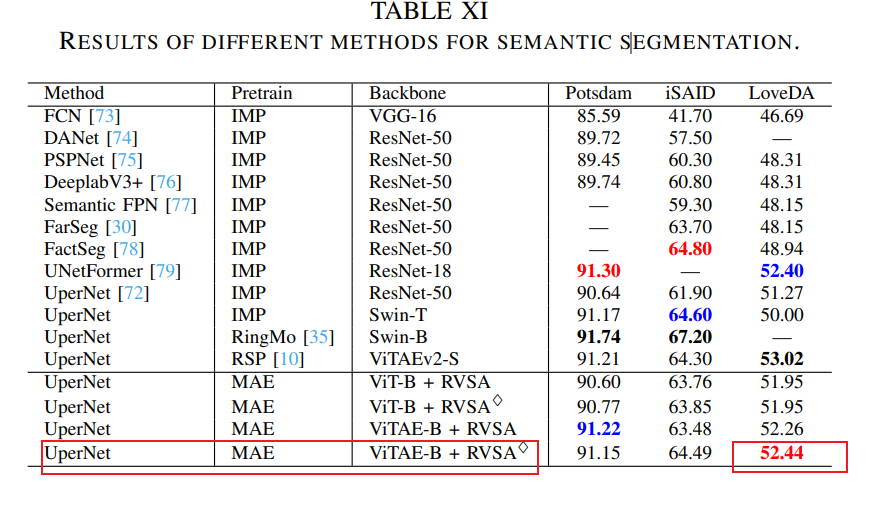 TABLE XI
RESULTS OF DIFFERENT METHODS FOR SEMANTIC SEGMENTATION.
Method Pretrain Backbone Potsdam iSAID LoveDA
FCN [73] IMP VGG-16 85.59 41.70 46.69
DANet [74] IMP ResNet-50 89.72 57.50 —
PSPNet [75] IMP ResNet-50 89.45 60.30 48.31
DeeplabV3+ [76] IMP ResNet-50 89.74 60.80 48.31
Semantic FPN [77] IMP ResNet-50 — 59.30 48.15
FarSeg [30] IMP ResNet-50 — 63.70 48.15
FactSeg [78] IMP ResNet-50 — 64.80 48.94
UNetFormer [79] IMP ResNet-18 91.30 — 52.40
UperNet [72] IMP ResNet-50 90.64 61.90 51.27
UperNet IMP Swin-T 91.17 64.60 50.00
UperNet RingMo [35] Swin-B 91.74 67.20 —
UperNet RSP [10] ViTAEv2-S 91.21 64.30 53.02
UperNet MAE ViT-B + RVSA 90.60 63.76 51.95
UperNet MAE ViT-B + RVSA◇ 90.77 63.85 51.95
UperNet MAE ViTAE-B + RVSA 91.22 63.48 52.26
UperNet MAE ViTAE-B + RVSA◇ 91.15 64.49 52.44